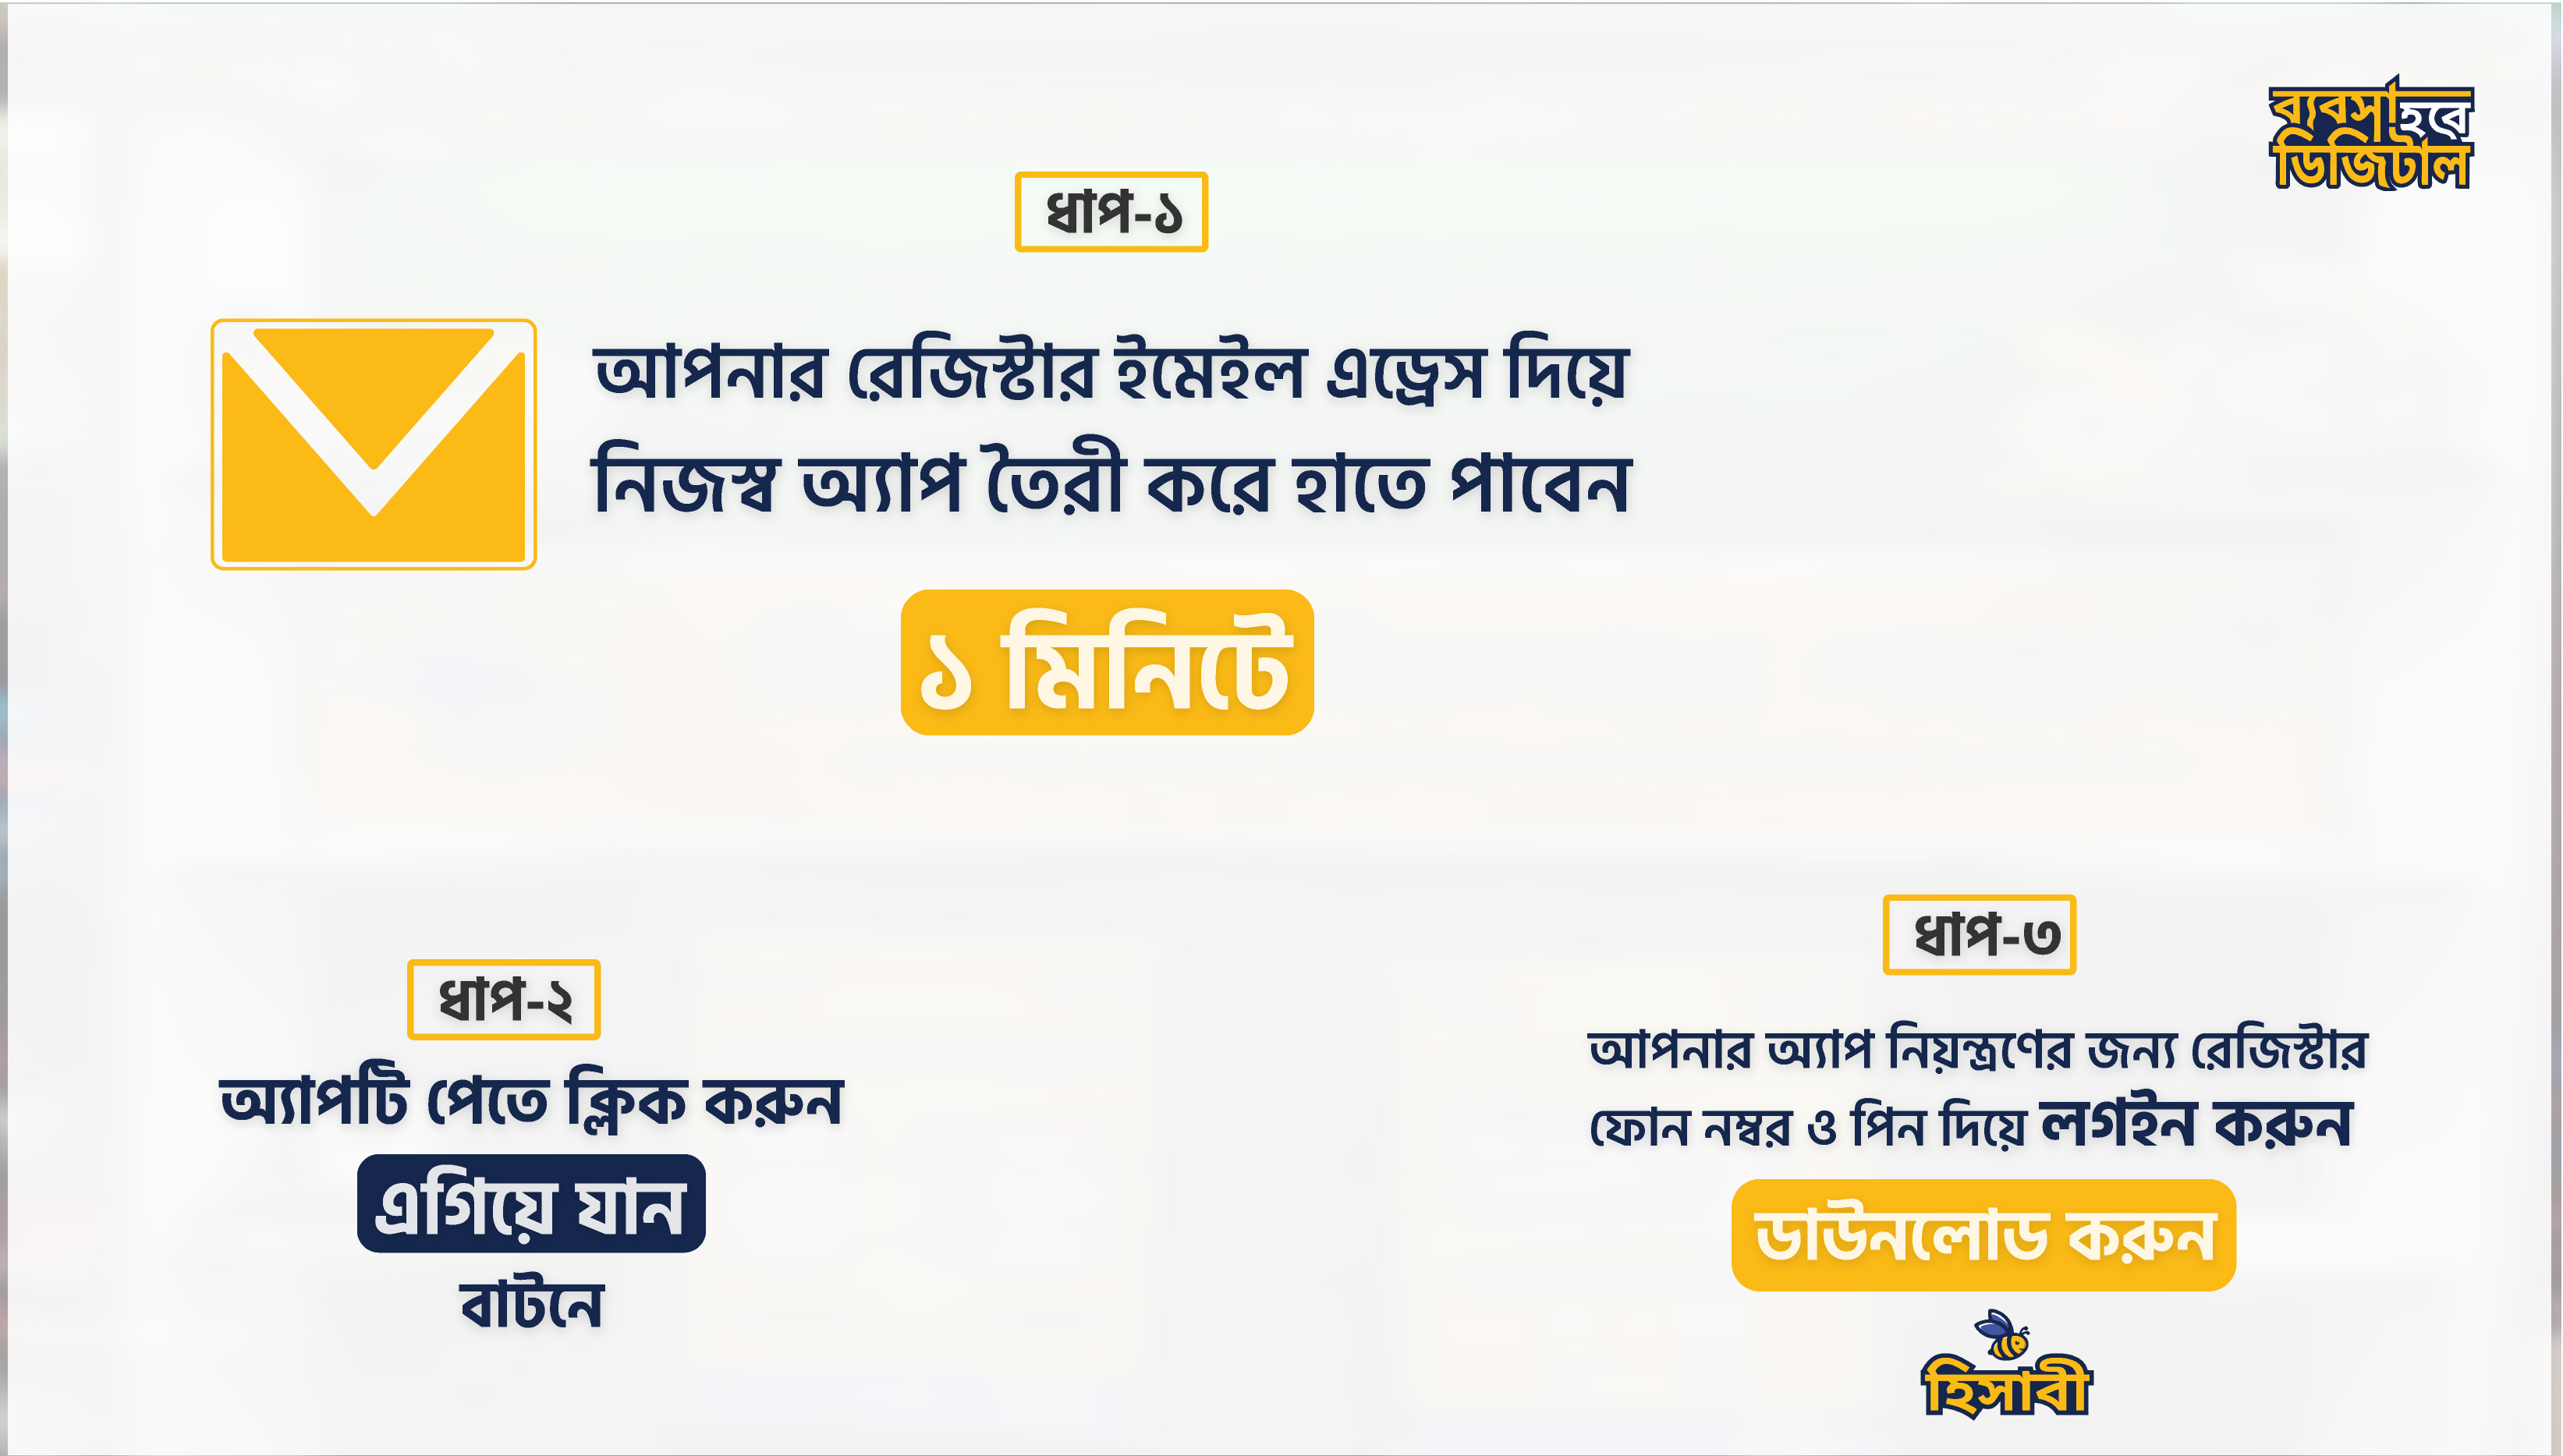 ব্যবসা হবে
ডিজিটাল
ধাপ-১
আপনার রেজিস্টার ইমেইল এড্রেস দিয়ে
নিজস্ব অ্যাপ তৈরী করে হাতে পাবেন
১ মিনিটে
ধাপ-২
অ্যাপটি পেতে ক্লিক করুন
এগিয়ে যান
বাটনে
ধাপ-৩
আপনার অ্যাপ নিয়ন্ত্রণের জন্য রেজিস্টার
ফোন নম্বর ও পিন দিয়ে লগইন করুন
ডাউনলোড করুন
হিসাবী